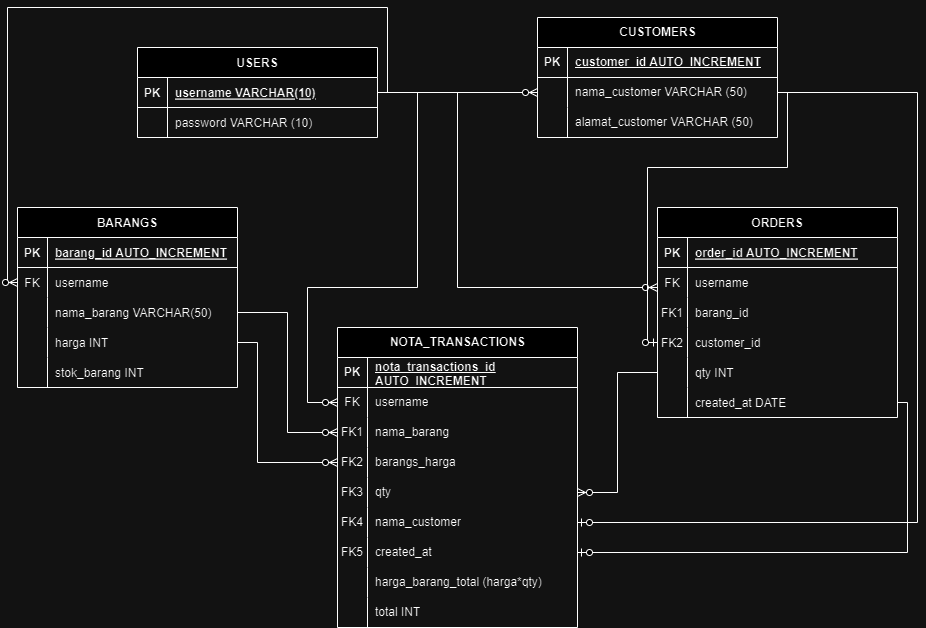 USERS
PK username VARCHAR(10)
password VARCHAR (10)
CUSTOMERS
PK customer_id AUTO_INCREMENT
nama_customer VARCHAR (50)
alamat_customer VARCHAR (50)
BARANGS
PK barang_id AUTO_INCREMENT
FK username
nama_barang VARCHAR(50)
harga INT
stok_barang INT
ORDERS
PK order_id AUTO_INCREMENT
FK username
FK1 barang_id
FK2 customer_id
qty INT
created_at DATE
NOTA_TRANSACTIONS
PK nota_transactions_id
AUTO_INCREMENT
FK username
FK1 nama_barang
FK2 barangs_harga
FK3 qty
FK4 nama_customer
FK5 created_at
harga_barang_total (harga*qty)
total INT